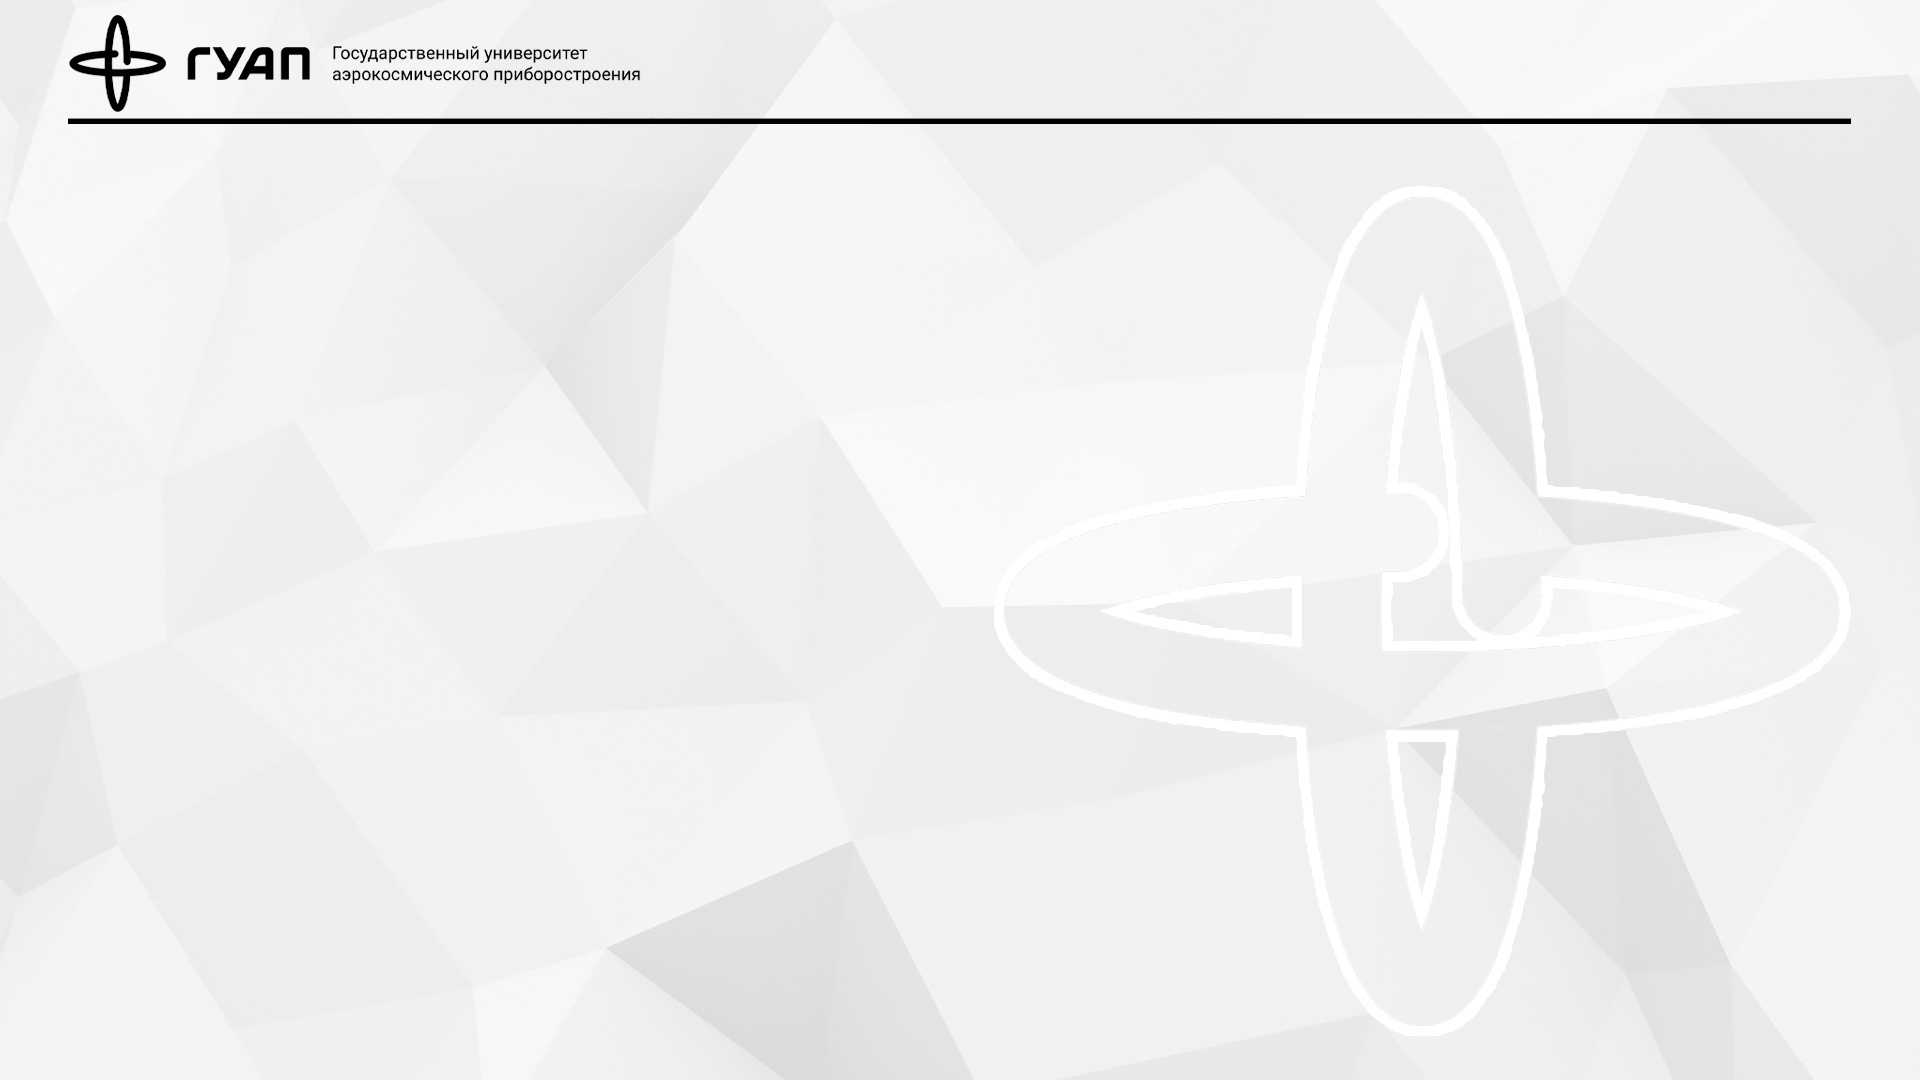 ГУАП
Государственный университет
аэрокосмического приборостроения